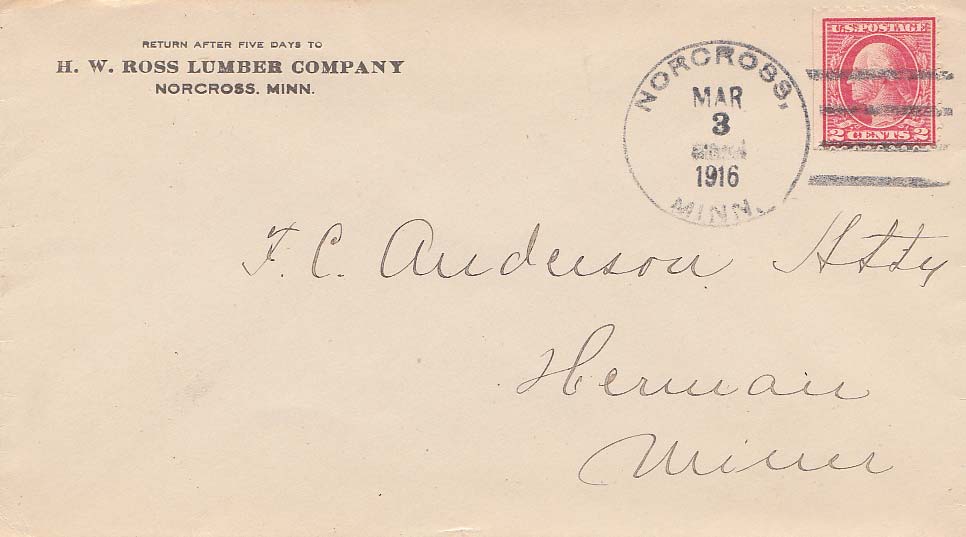 RETURN AFTER FIVE DAYS TO
H. W. ROSS LUMBER COMPANY
NORCROSS, MINN.
NORCROSS,
MAR
3
1916
MINN.
U.S. POSTAGE
2 CENTS 2
F. C. Anderson Atty
Herman
Minn